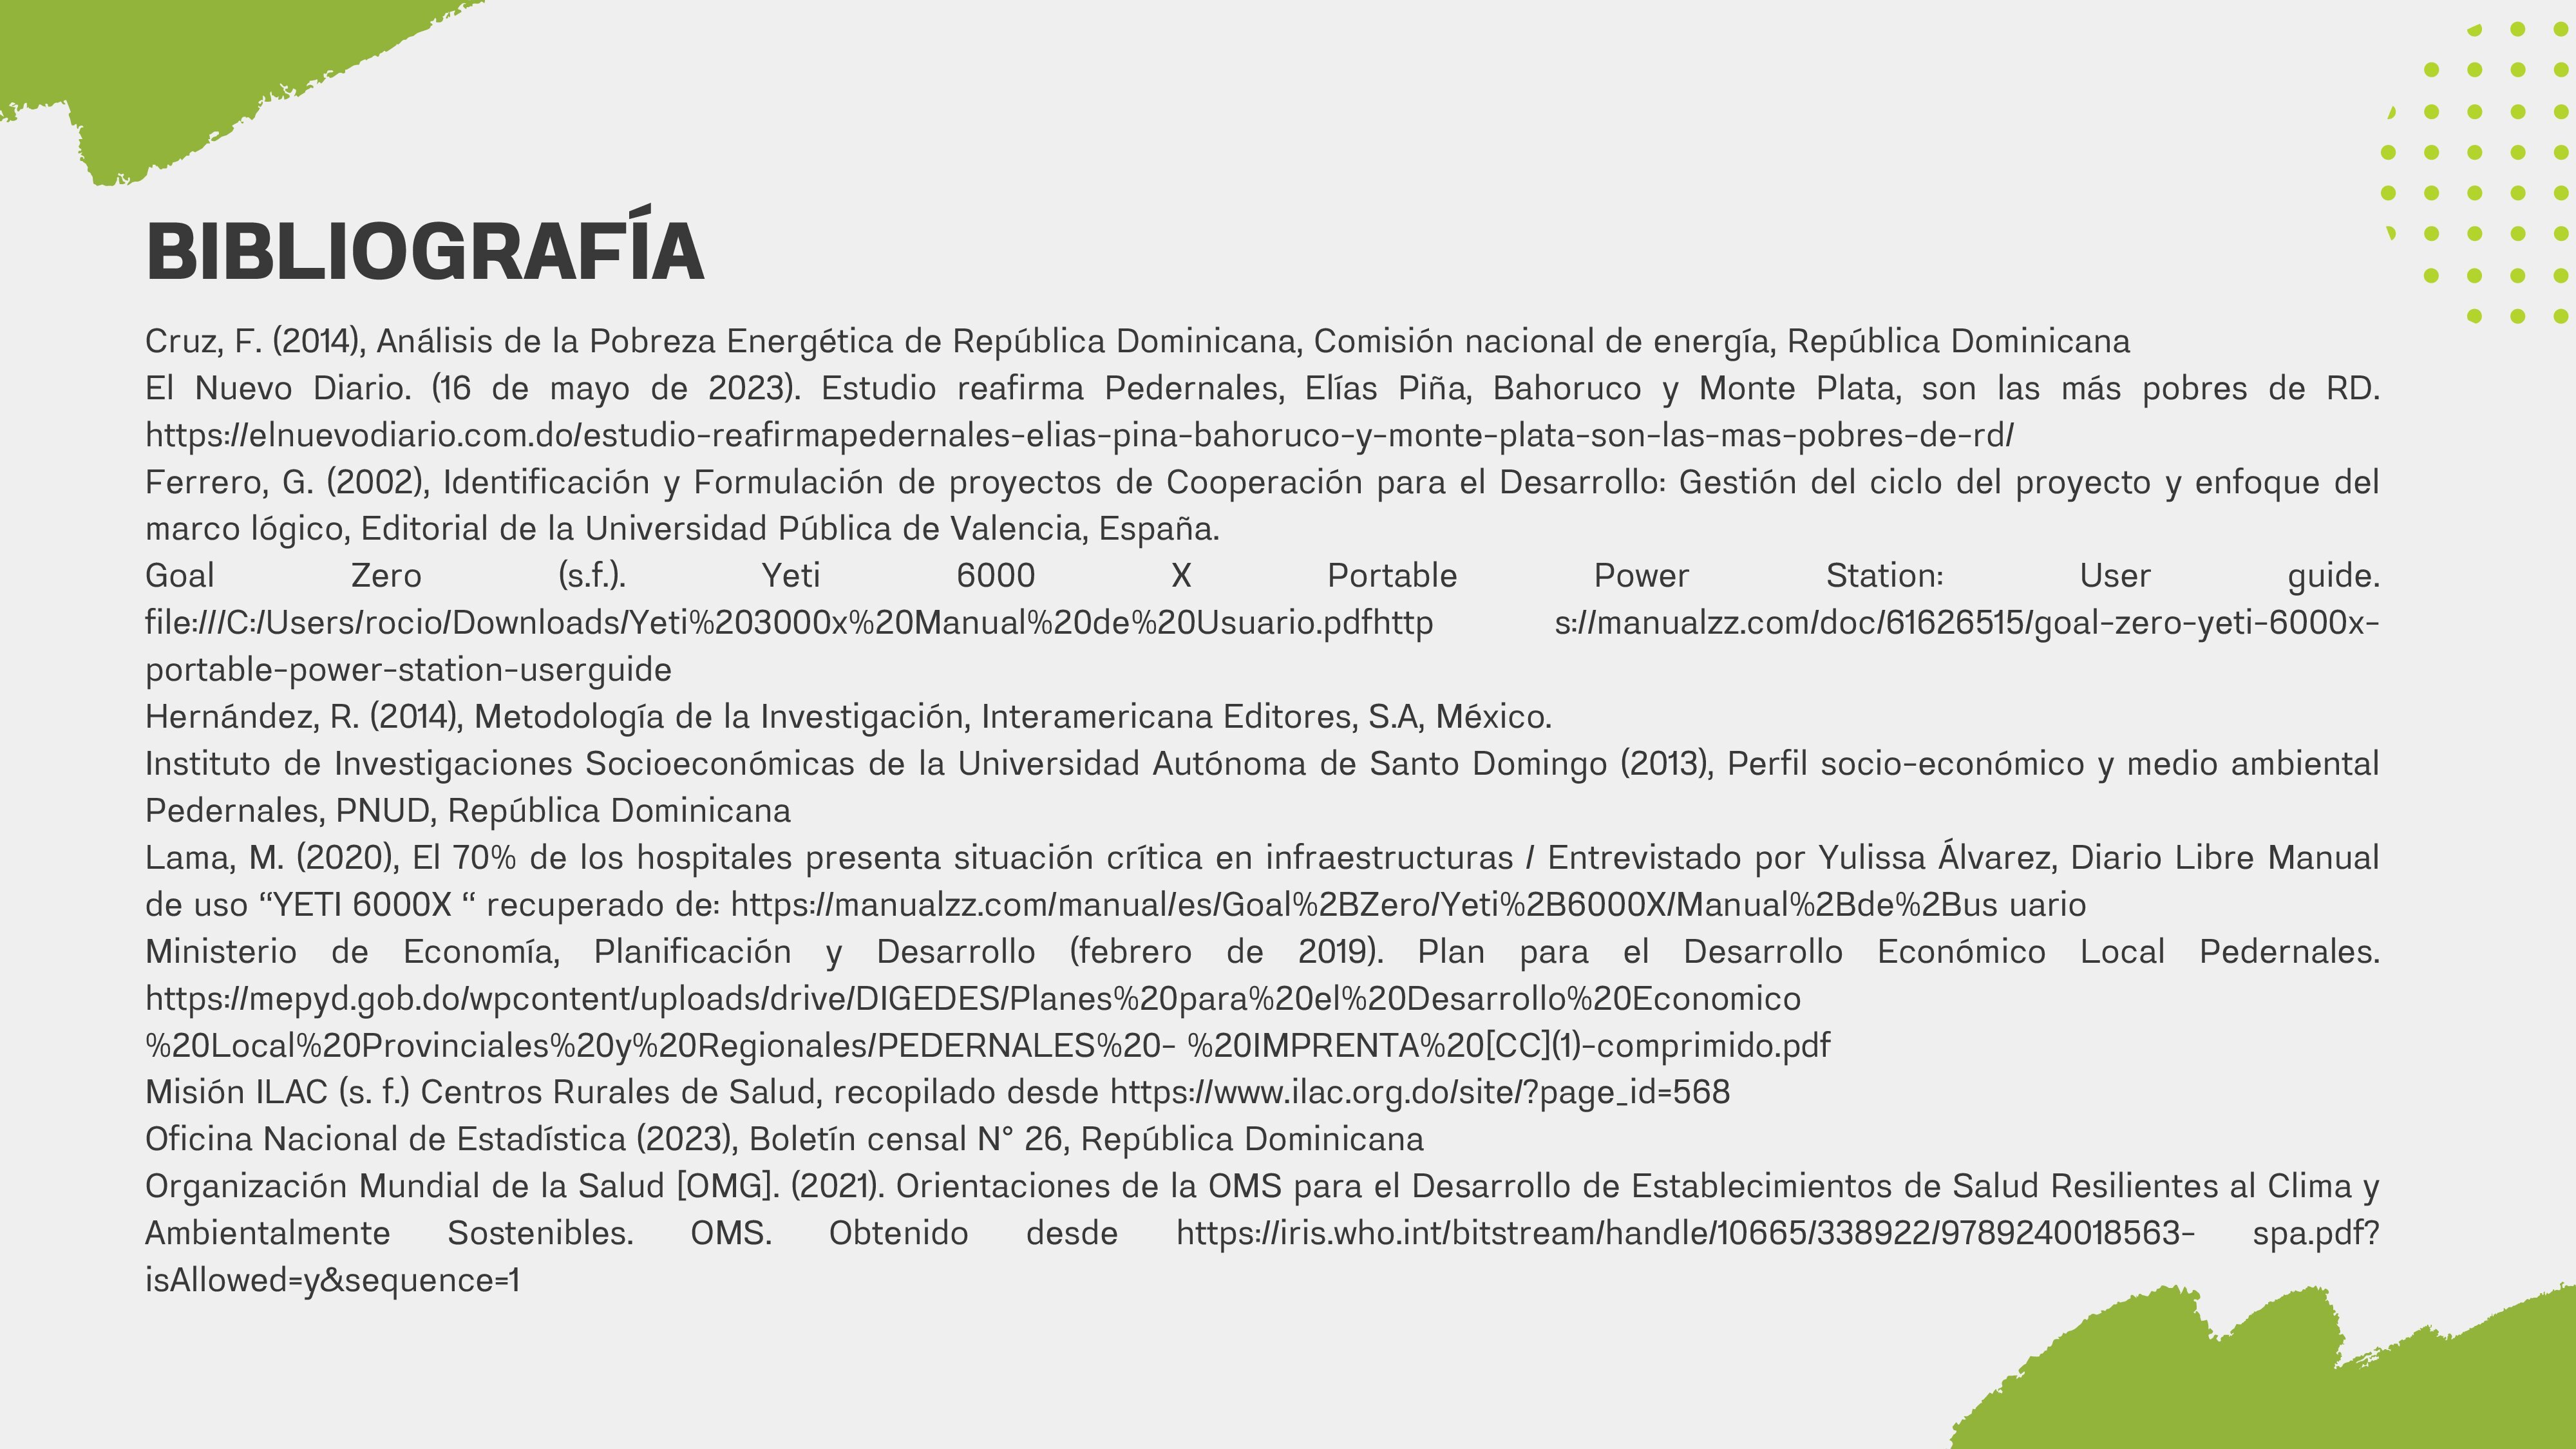 BIBLIOGRAFÍA
Cruz, F. (2014), Análisis de la Pobreza Energética de República Dominicana, Comisión nacional de energía, República Dominicana
El Nuevo Diario. (16 de mayo de 2023). Estudio reafirma Pedernales, Elías Piña, Bahoruco y Monte Plata, son las más pobres de RD.
https://elnuevodiario.com.do/estudio-reafirmapedernales-elias-pina-bahoruco-y-monte-plata-son-las-mas-pobres-de-rd/
Ferrero, G. (2002), Identificación y Formulación de proyectos de Cooperación para el Desarrollo: Gestión del ciclo del proyecto y enfoque del
marco lógico, Editorial de la Universidad Pública de Valencia, España.
Goal Zero (s.f.). Yeti 6000 X Portable Power Station: User guide.
file:///C:/Users/rocio/Downloads/Yeti%203000x%20Manual%20de%20Usuario.pdfhttp s://manualzz.com/doc/61626515/goal-zero-yeti-6000x-
portable-power-station-userguide
Hernández, R. (2014), Metodología de la Investigación, Interamericana Editores, S.A, México.
Instituto de Investigaciones Socioeconómicas de la Universidad Autónoma de Santo Domingo (2013), Perfil socio-económico y medio ambiental
Pedernales, PNUD, República Dominicana
Lama, M. (2020), El 70% de los hospitales presenta situación crítica en infraestructuras / Entrevistado por Yulissa Álvarez, Diario Libre Manual
de uso “YETI 6000X “ recuperado de: https://manualzz.com/manual/es/Goal%2BZero/Yeti%2B6000X/Manual%2Bde%2Bus uario
Ministerio de Economía, Planificación y Desarrollo (febrero de 2019). Plan para el Desarrollo Económico Local Pedernales.
https://mepyd.gob.do/wpcontent/uploads/drive/DIGEDES/Planes%20para%20el%20Desarrollo%20Economico
%20Local%20Provinciales%20y%20Regionales/PEDERNALES%20- %20IMPRENTA%20[CC](1)-comprimido.pdf
Misión ILAC (s. f.) Centros Rurales de Salud, recopilado desde https://www.ilac.org.do/site/?page_id=568
Oficina Nacional de Estadística (2023), Boletín censal N° 26, República Dominicana
Organización Mundial de la Salud [OMG]. (2021). Orientaciones de la OMS para el Desarrollo de Establecimientos de Salud Resilientes al Clima y
Ambientalmente Sostenibles. OMS. Obtenido desde https://iris.who.int/bitstream/handle/10665/338922/9789240018563- spa.pdf?
isAllowed=y&sequence=1